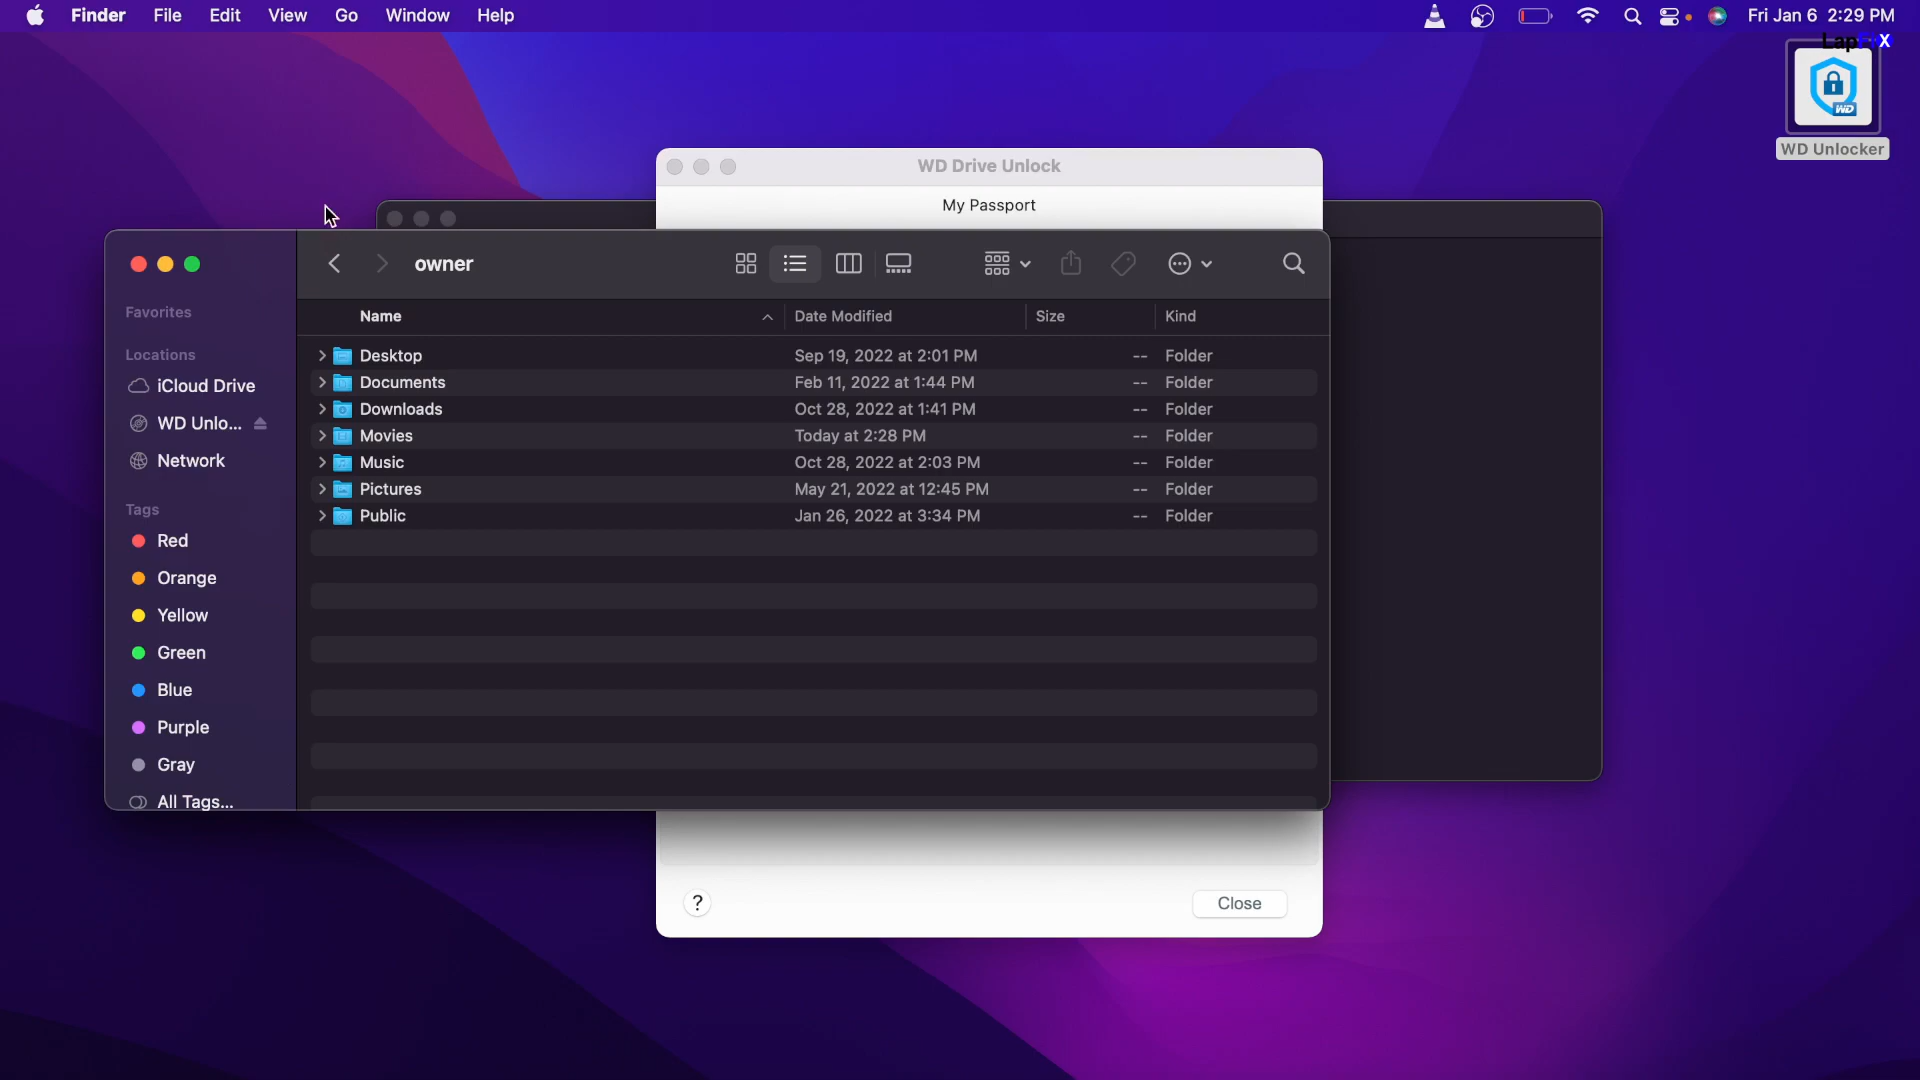 Finder File Edit View Go Window Help Fri Jan 6 2:29 PM
LapFixX
WD
WD Unlocker
WD Drive Unlock
My Passport
owner
Favorites
Locations
iCloud Drive
WD Unlo...
Network
Tags
Red
Orange
Yellow
Green
Blue
Purple
Gray
All Tags...
Name Date Modified Size Kind
Desktop Sep 19, 2022 at 2:01 PM -- Folder
Documents Feb 11, 2022 at 1:44 PM -- Folder
Downloads Oct 28, 2022 at 1:41 PM -- Folder
Movies Today at 2:28 PM -- Folder
Music Oct 28, 2022 at 2:03 PM -- Folder
Pictures May 21, 2022 at 12:45 PM -- Folder
Public Jan 26, 2022 at 3:34 PM -- Folder
? Close